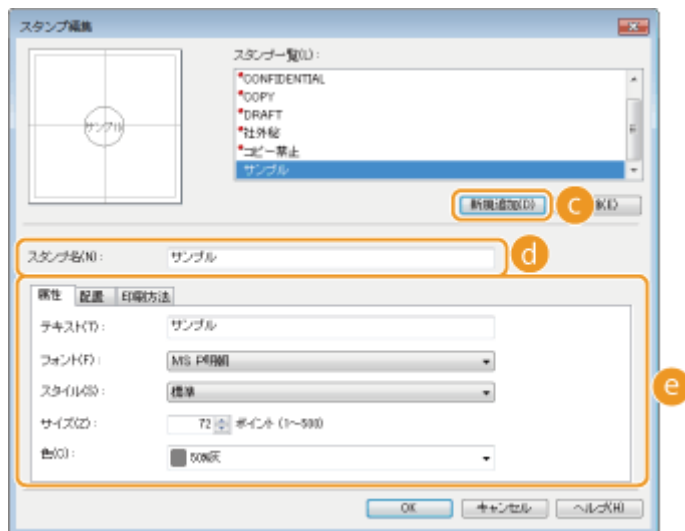 スタンプ編集
サンプル
スタンプ一覧(L):
*CONFIDENTIAL
*COPY
*DRAFT
*社外秘
*コピー禁止
サンプル
新規追加(D)
c
d
スタンプ名(N): サンプル
属性 配置 印刷方法
テキスト(T): サンプル
フォント(F): MS P明朝
スタイル(S): 標準
サイズ(Z): 72 ポイント (1～500)
色(C): 50%灰
e
OK キャンセル ヘルプ(H)